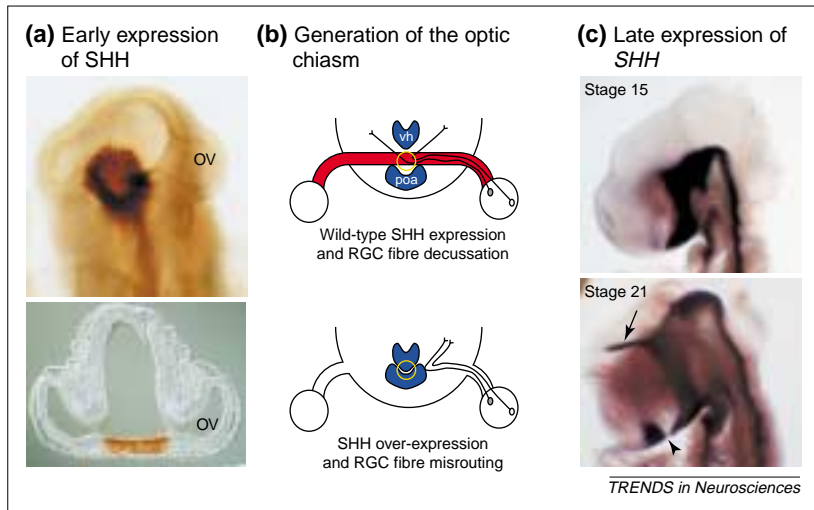 (a) Early expression
of SHH
OV
OV
(b) Generation of the optic
chiasm
vh
poa
Wild-type SHH expression
and RGC fibre decussation
SHH over-expression
and RGC fibre misrouting
(c) Late expression of
SHH
Stage 15
Stage 21
TRENDS in Neurosciences